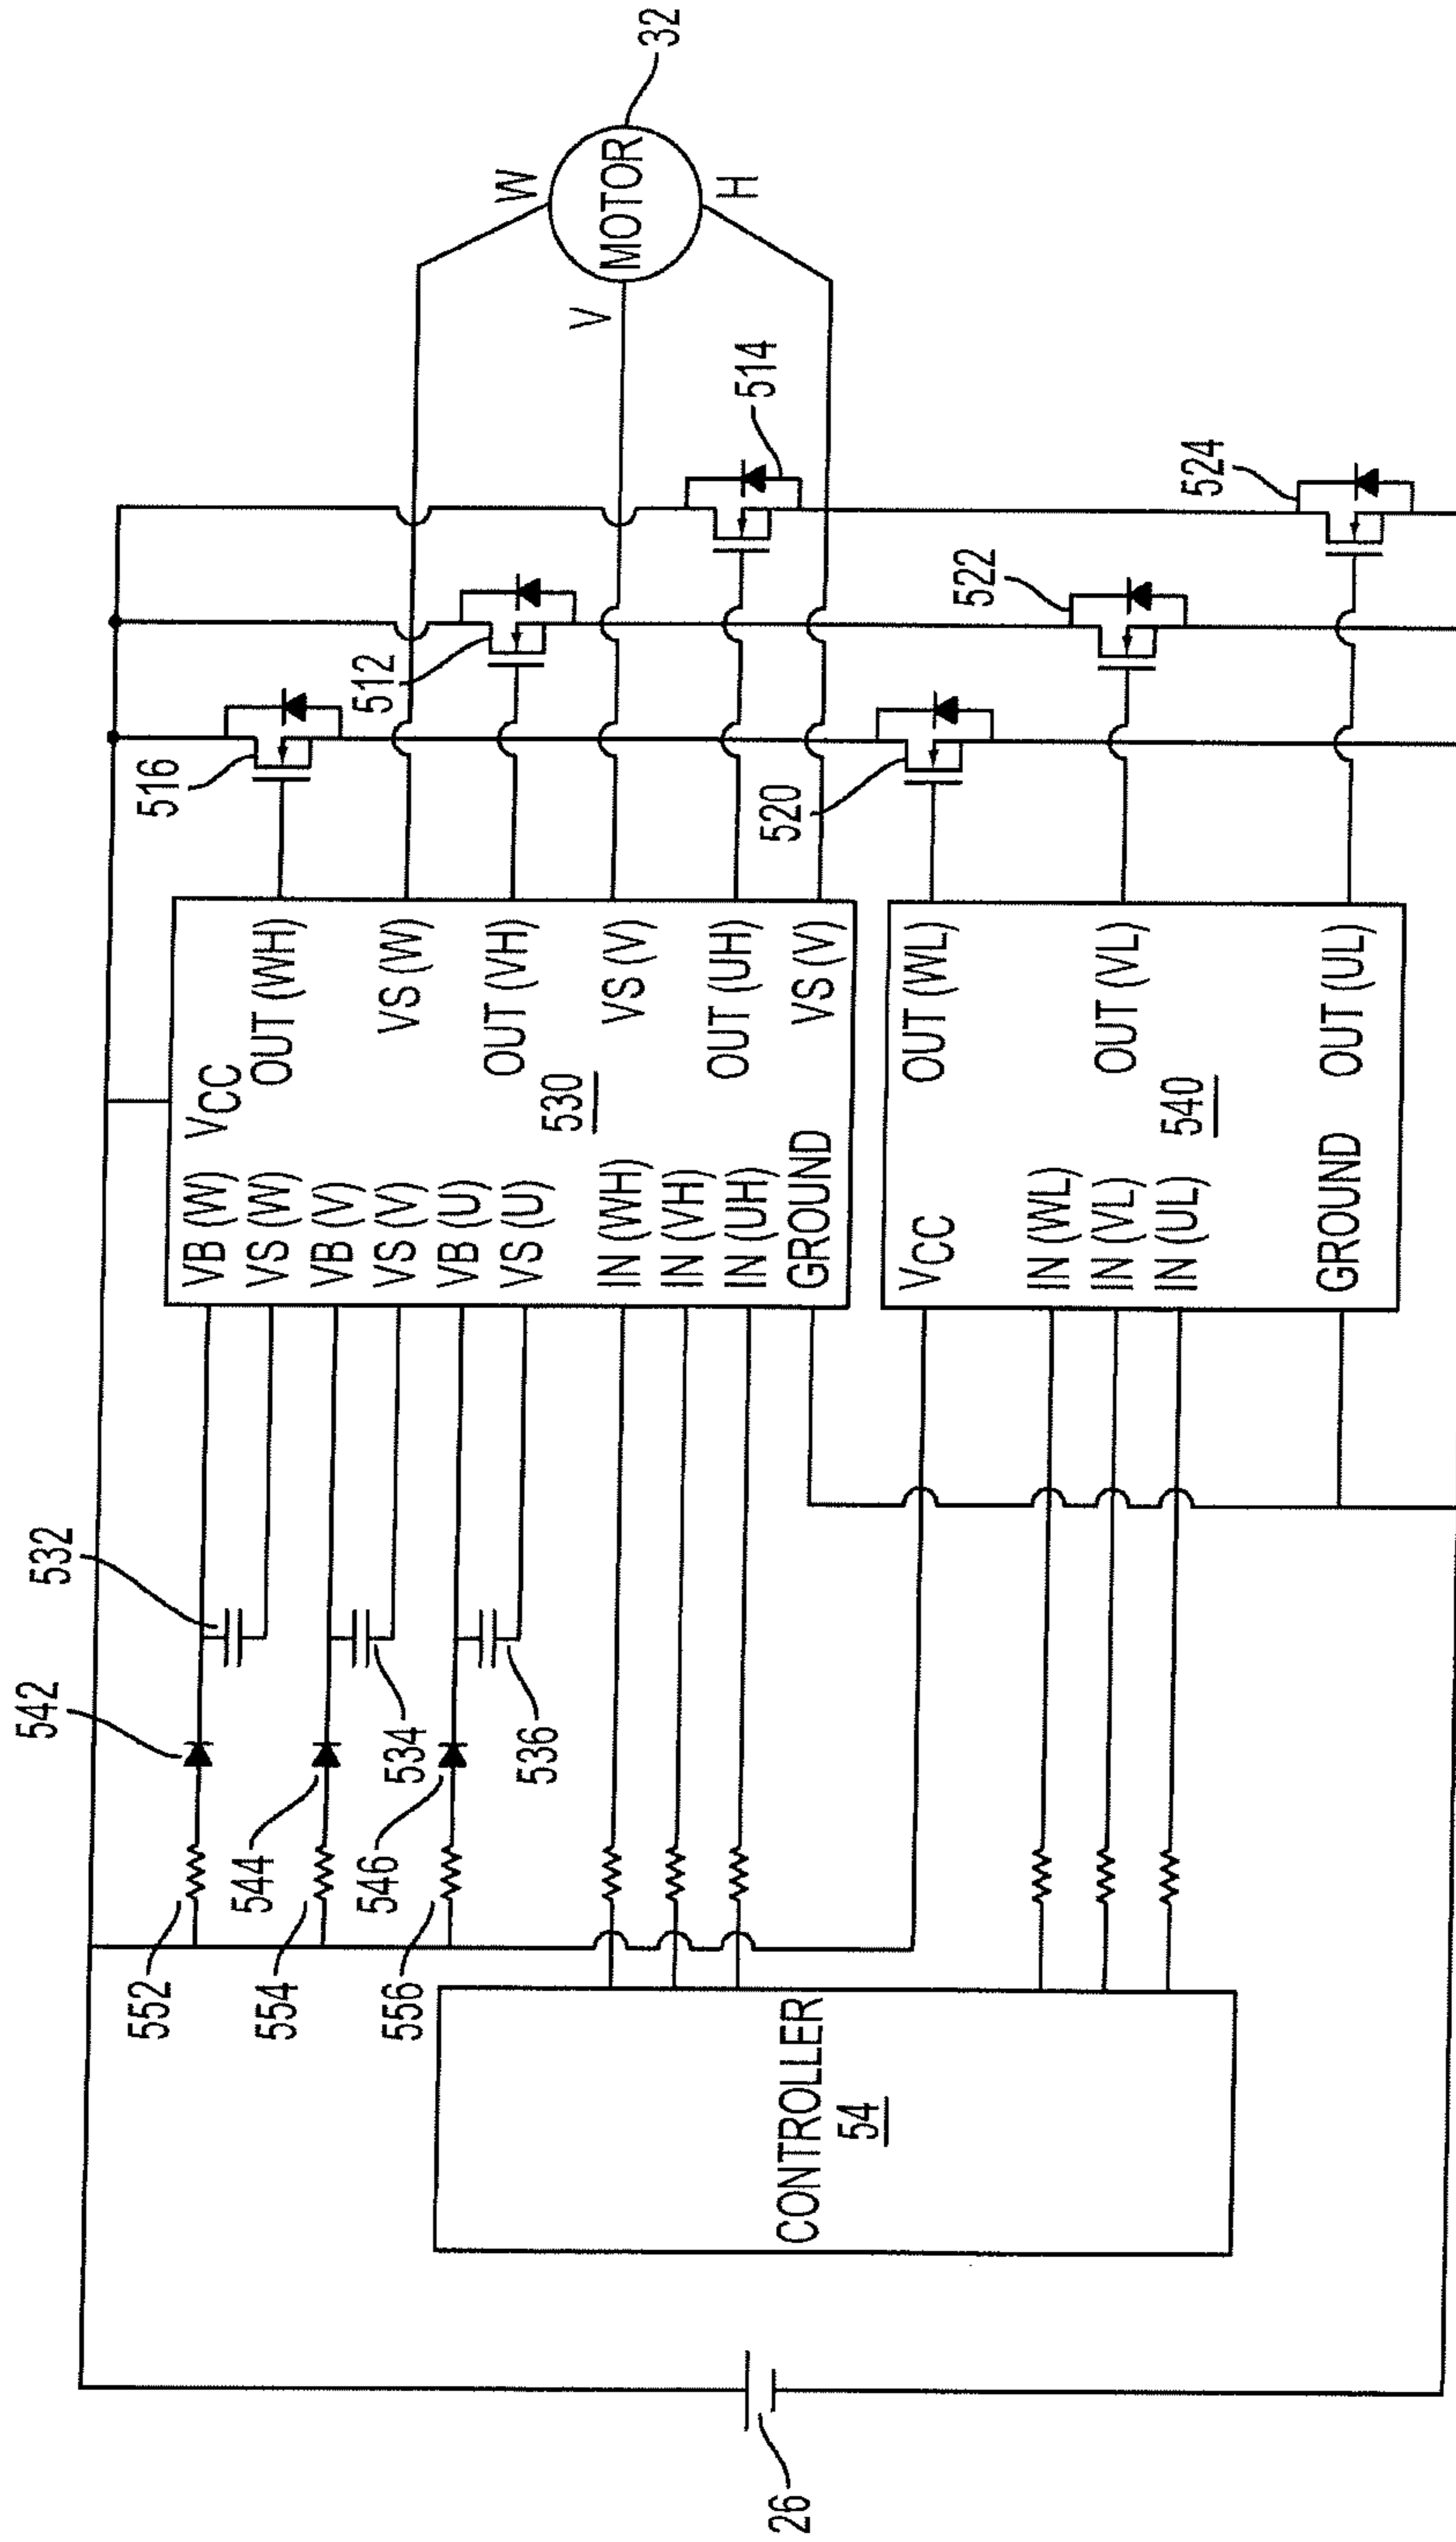 32
W
MOTOR
H
V
514
524
512
522
516
520
VCC
OUT (WH)
VS (W)
OUT (VH)
VS (V)
OUT (UH)
VS (V)
530
VB (W)
VS (W)
VB (V)
VS (V)
VB (U)
VS (U)
IN (WH)
IN (VH)
IN (UH)
GROUND
OUT (WL)
OUT (VL)
OUT (UL)
540
VCC
IN (WL)
IN (VL)
IN (UL)
GROUND
532
542
534
536
544
546
552
554
556
CONTROLLER
54
26